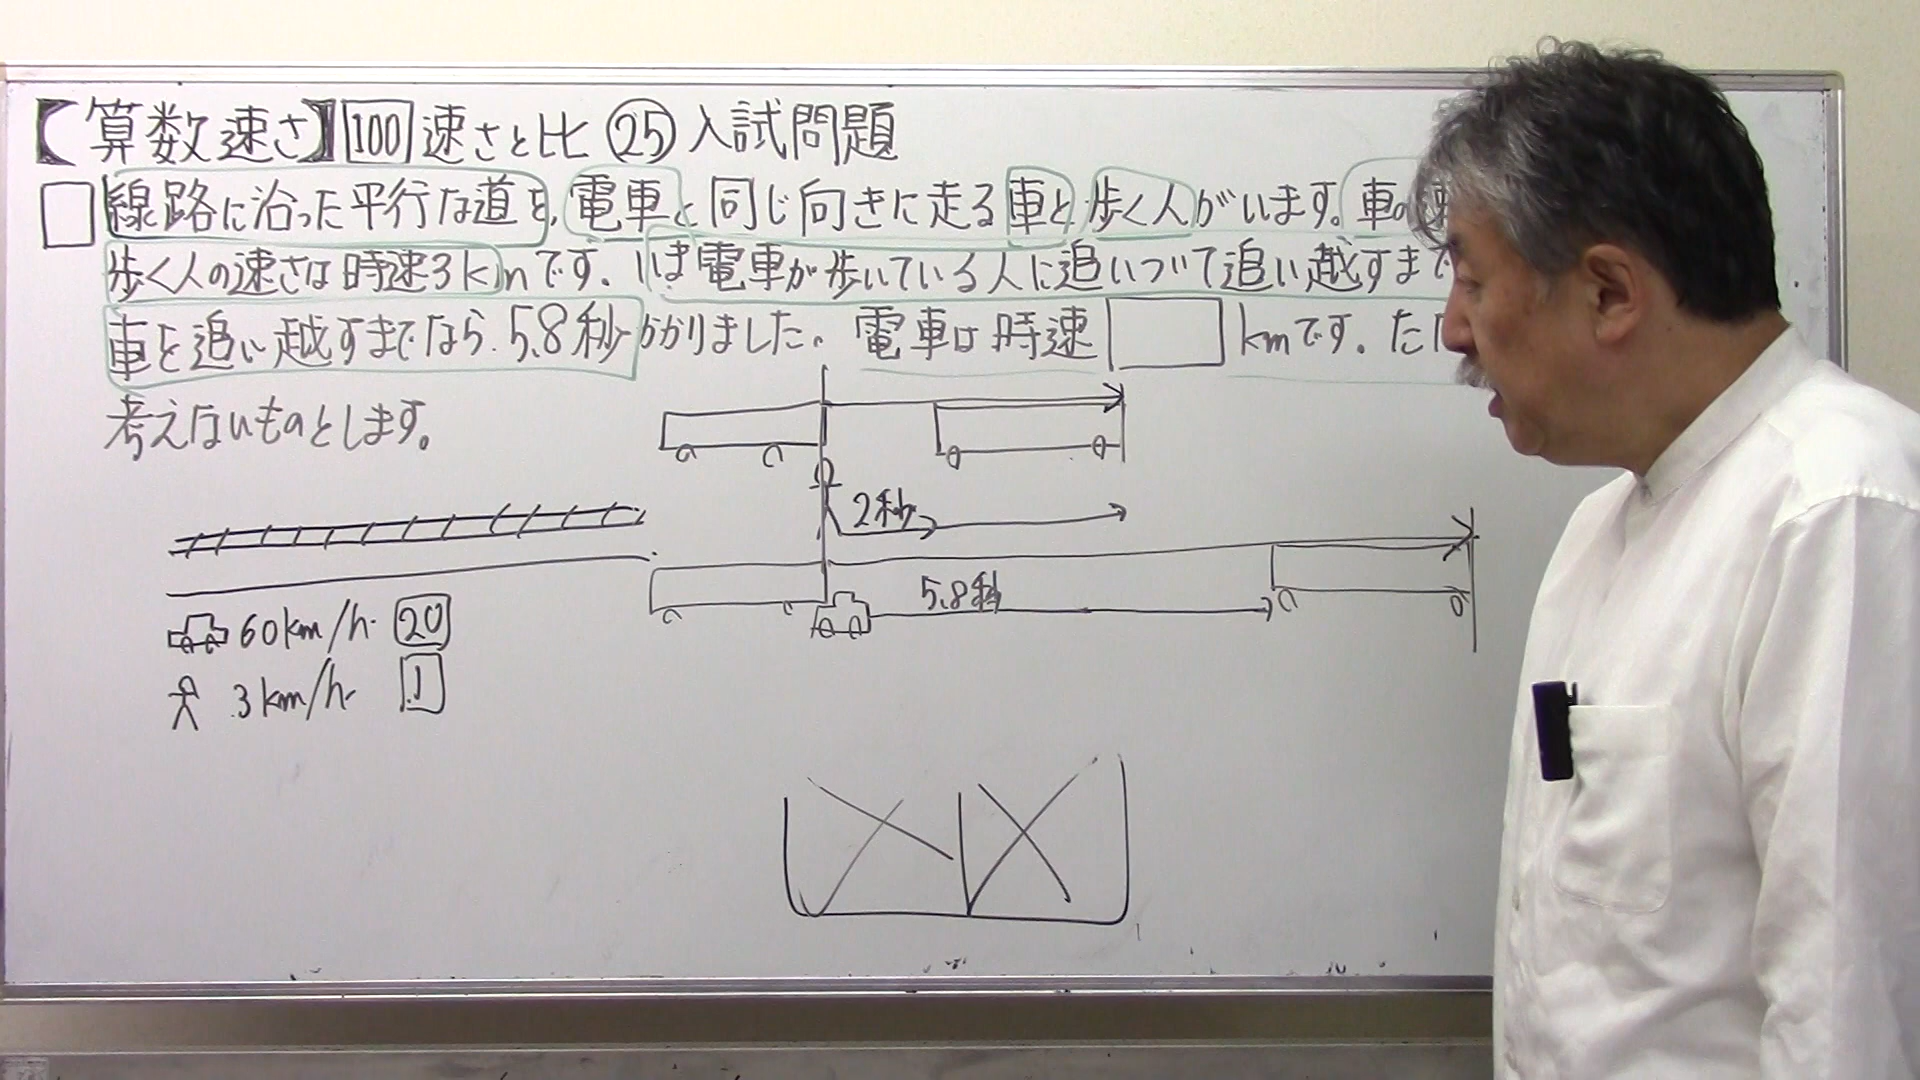 【算数速さ】100 速さと比 ㉕ 入試問題
線路に沿った平行な道を、電車と同じ向きに走る車と歩く人がいます。車の速
歩く人の速さは時速3kmです。いま電車が歩いている人に追いついて追い越すまで
車を追い越すまでなら、5.8秒かかりました。電車は時速 kmです。ただ
考えないものとします。
2秒
5.8秒
60km/h. 20
3km/h. 1